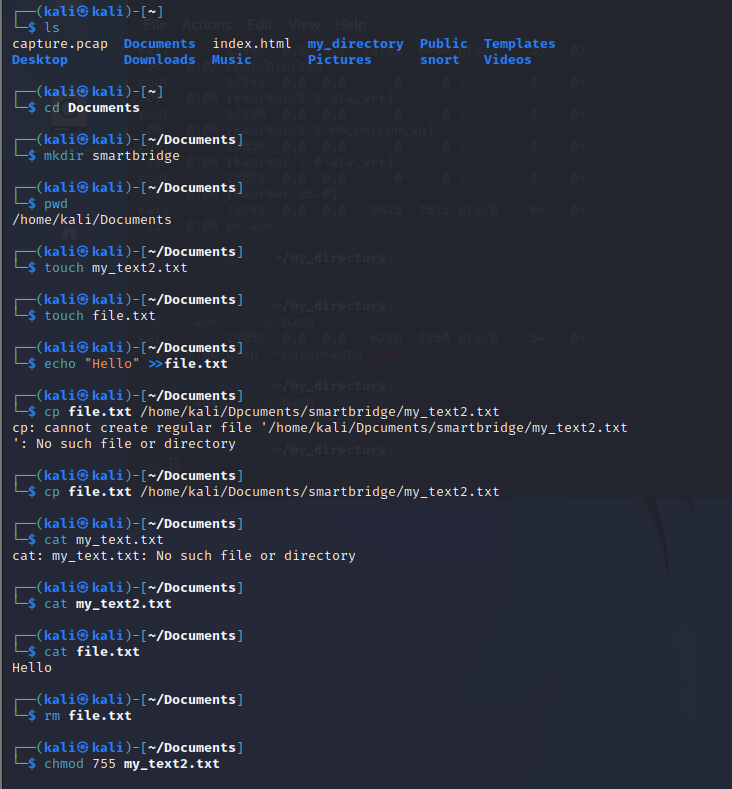 ┌──(kali㉿kali)-[~]
└─$ ls
capture.pcap  Documents  index.html  my_directory  Public  Templates
Desktop       Downloads  Music       Pictures      snort   Videos

┌──(kali㉿kali)-[~]
└─$ cd Documents

┌──(kali㉿kali)-[~/Documents]
└─$ mkdir smartbridge

┌──(kali㉿kali)-[~/Documents]
└─$ pwd
/home/kali/Documents

┌──(kali㉿kali)-[~/Documents]
└─$ touch my_text2.txt

┌──(kali㉿kali)-[~/Documents]
└─$ touch file.txt

┌──(kali㉿kali)-[~/Documents]
└─$ echo "Hello" >>file.txt

┌──(kali㉿kali)-[~/Documents]
└─$ cp file.txt /home/kali/Dpcuments/smartbridge/my_text2.txt
cp: cannot create regular file '/home/kali/Dpcuments/smartbridge/my_text2.txt
': No such file or directory

┌──(kali㉿kali)-[~/Documents]
└─$ cp file.txt /home/kali/Documents/smartbridge/my_text2.txt

┌──(kali㉿kali)-[~/Documents]
└─$ cat my_text.txt
cat: my_text.txt: No such file or directory

┌──(kali㉿kali)-[~/Documents]
└─$ cat my_text2.txt

┌──(kali㉿kali)-[~/Documents]
└─$ cat file.txt
Hello

┌──(kali㉿kali)-[~/Documents]
└─$ rm file.txt

┌──(kali㉿kali)-[~/Documents]
└─$ chmod 755 my_text2.txt